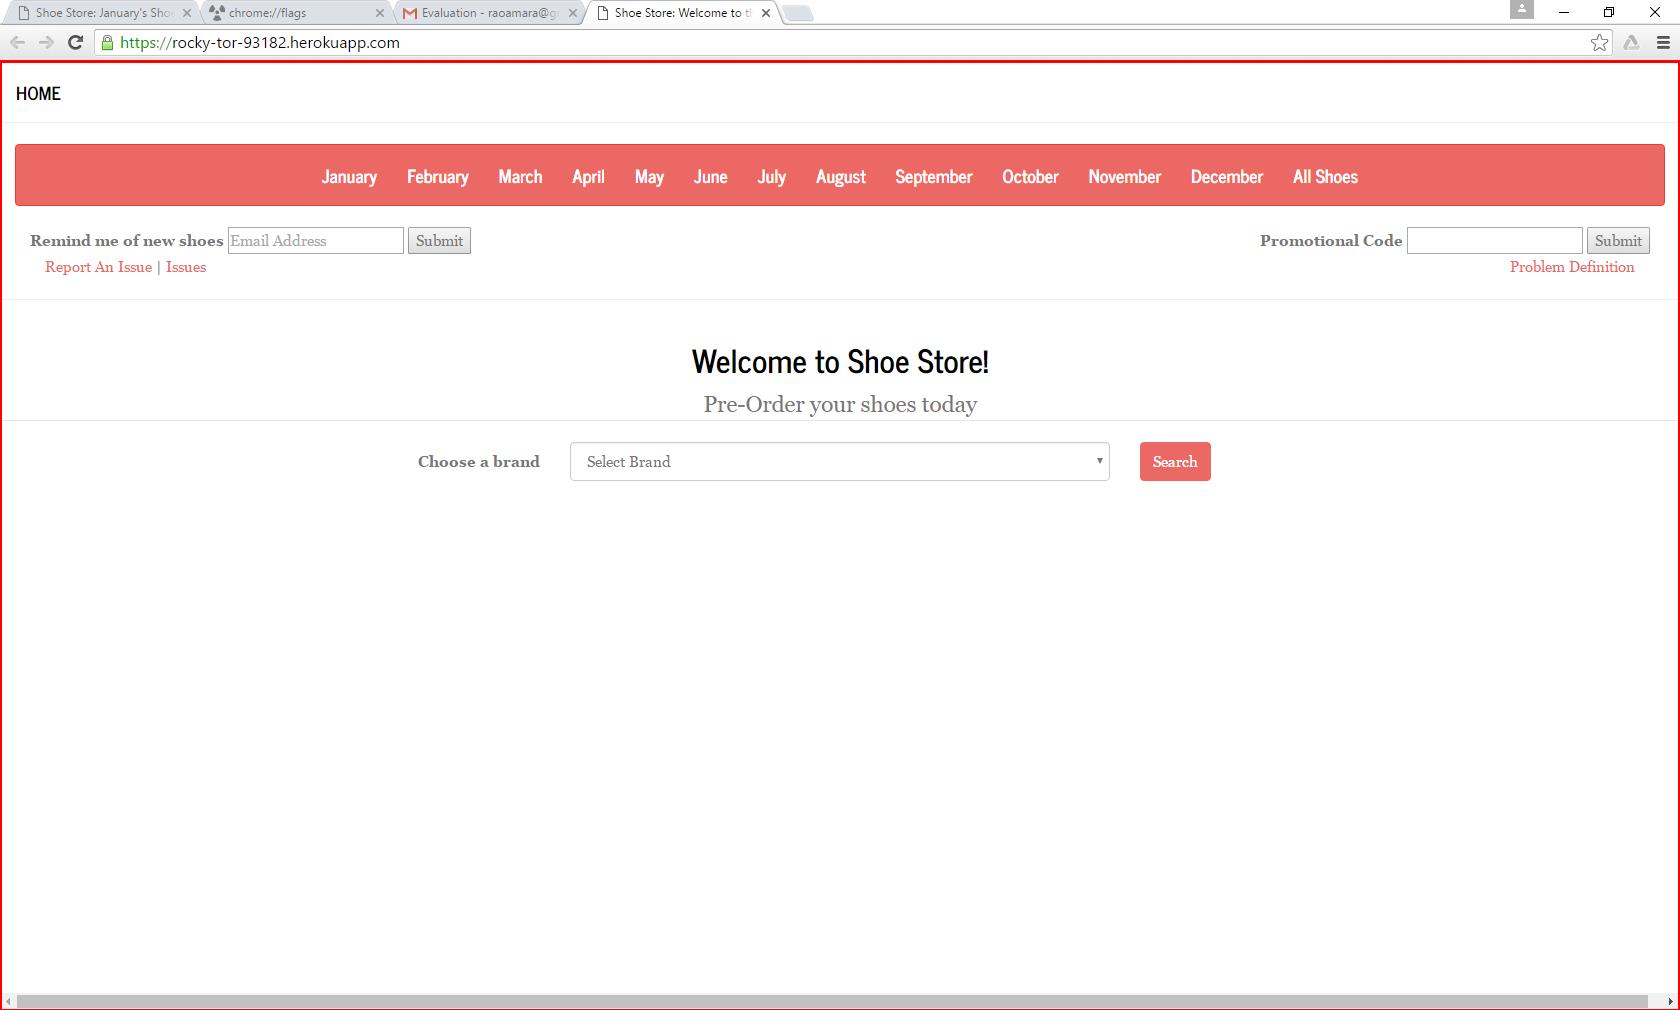 Shoe Store: January's Shoe
chrome://flags
Evaluation - raoamara@g
Shoe Store: Welcome to t
https://rocky-tor-93182.herokuapp.com
HOME
January February March April May June July August September October November December All Shoes
Remind me of new shoes Email Address Submit Promotional Code Submit
Report An Issue | Issues Problem Definition
Welcome to Shoe Store!
Pre-Order your shoes today
Choose a brand Select Brand Search